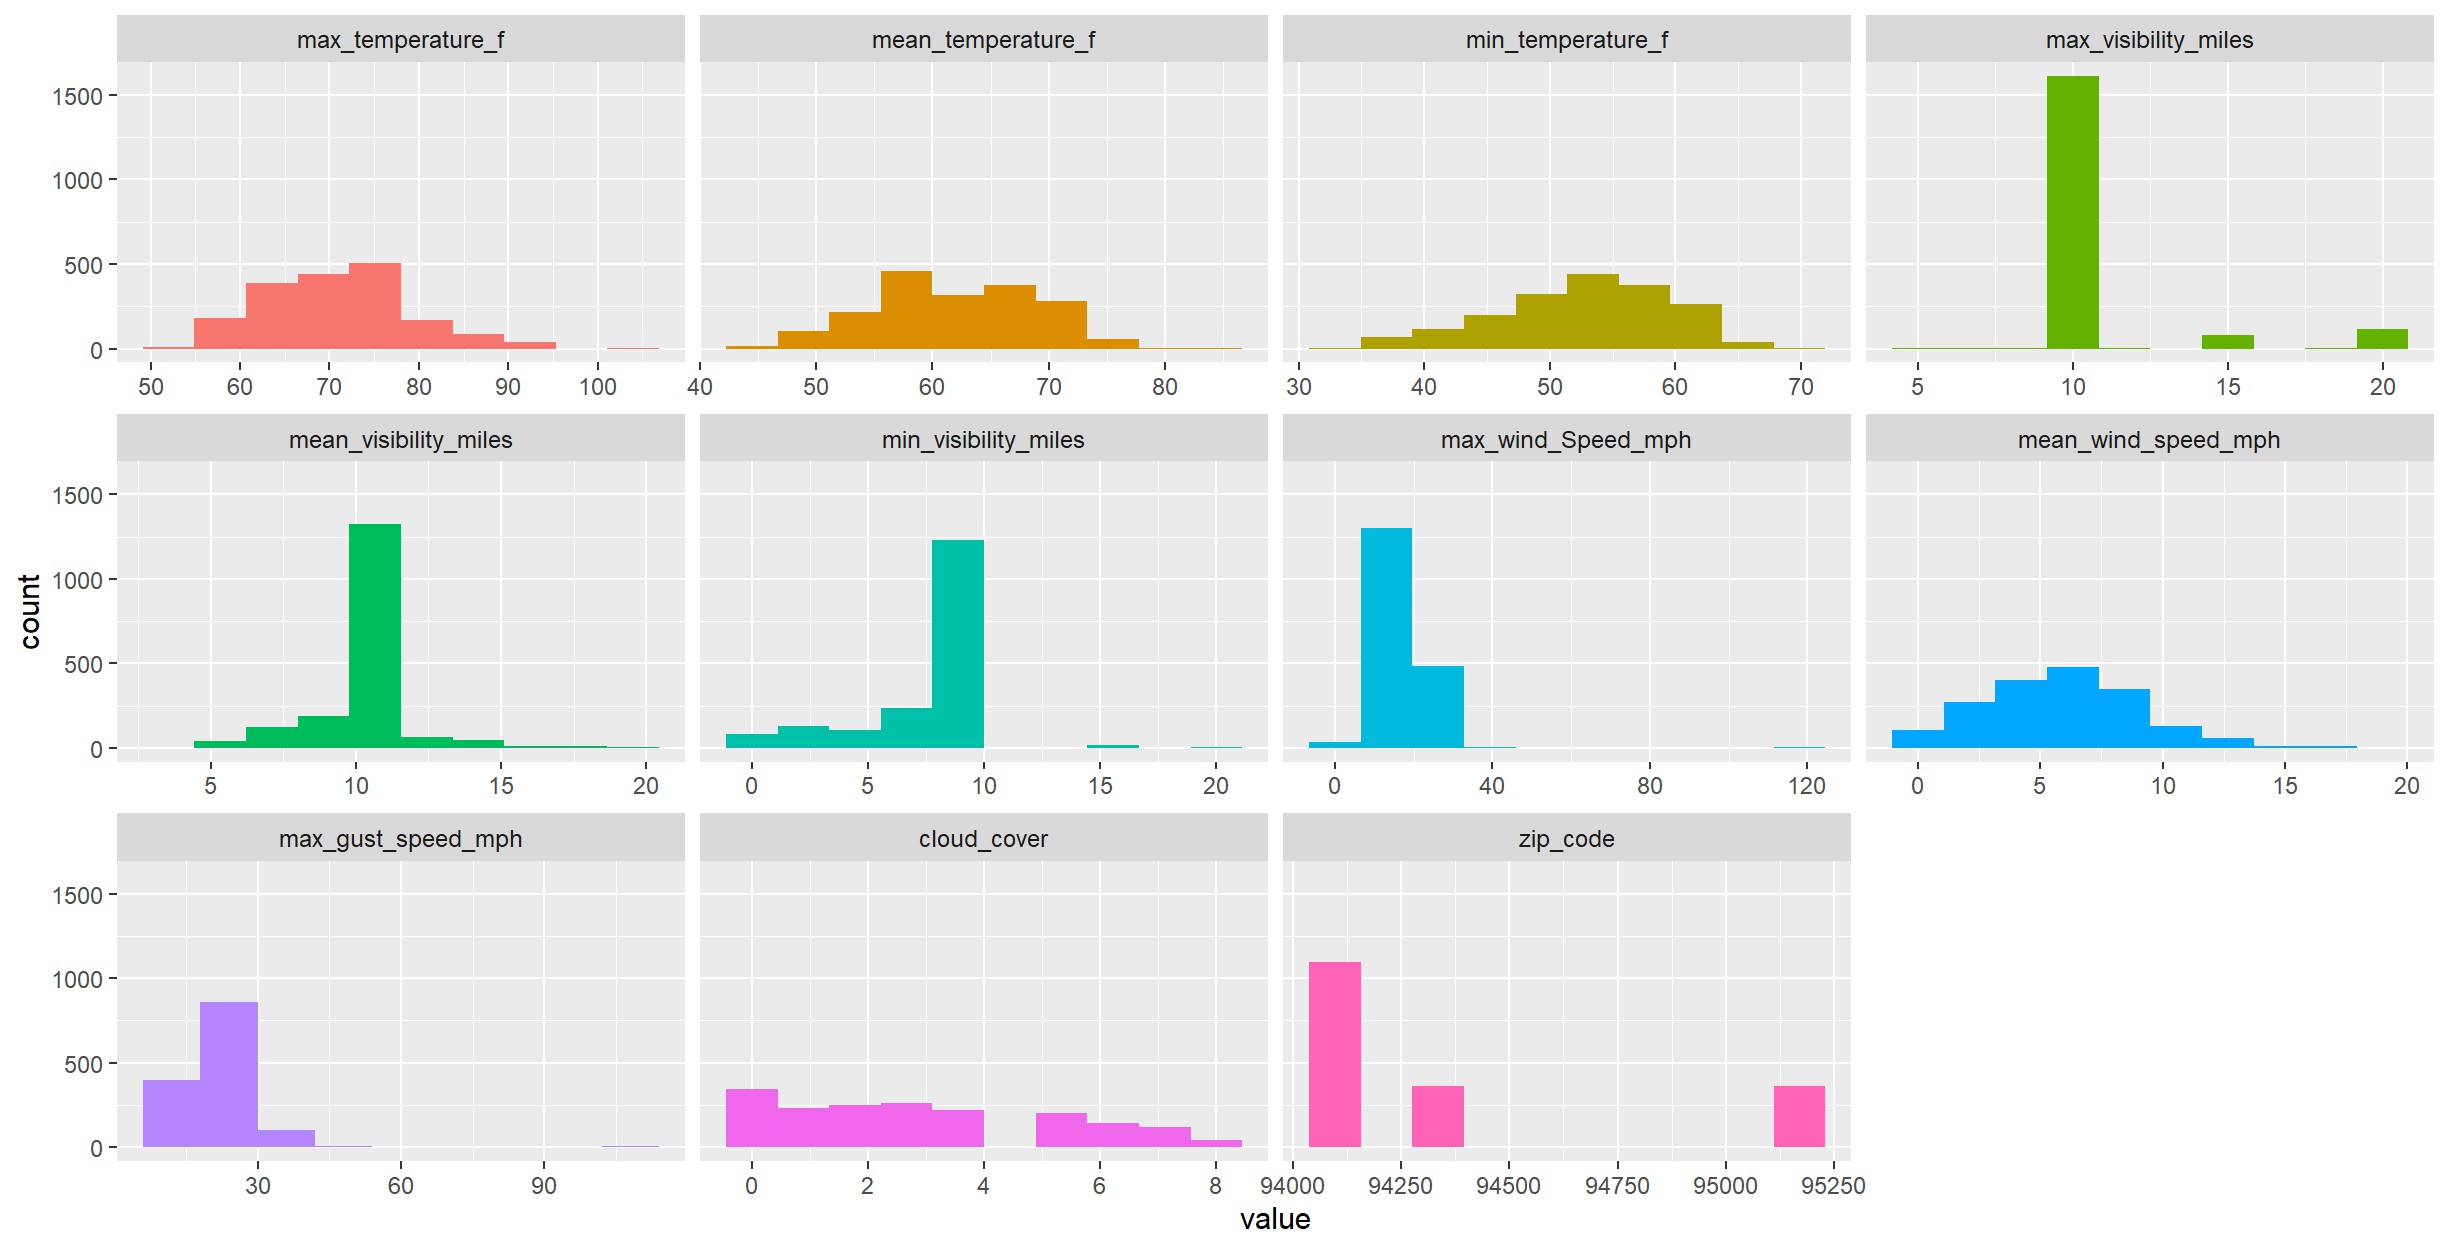 max_temperature_f mean_temperature_f min_temperature_f max_visibility_miles
1500
1000
500
0
50 60 70 80 90 100 40 50 60 70 80 30 40 50 60 70 5 10 15 20
mean_visibility_miles min_visibility_miles max_wind_Speed_mph mean_wind_speed_mph
1500
1000
500
0
5 10 15 20 0 5 10 15 20 0 40 80 120 0 5 10 15 20
count
max_gust_speed_mph cloud_cover zip_code
1500
1000
500
0
30 60 90 0 2 4 6 8 94000 94250 94500 94750 95000 95250
value